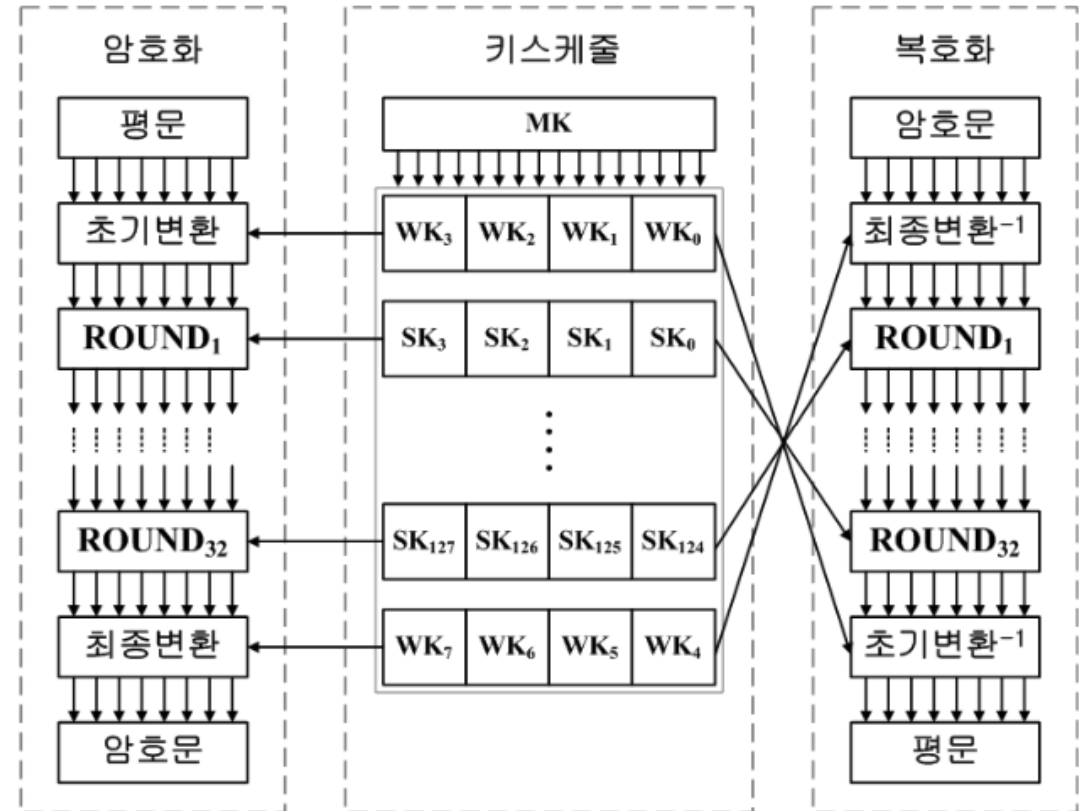 암호화
평문
초기변환
ROUND₁
ROUND₃₂
최종변환
암호문
키스케줄
MK
WK₃ WK₂ WK₁ WK₀
SK₃ SK₂ SK₁ SK₀
SK₁₂₇ SK₁₂₆ SK₁₂₅ SK₁₂₄
WK₇ WK₆ WK₅ WK₄
복호화
암호문
최종변환⁻¹
ROUND₁
ROUND₃₂
초기변환⁻¹
평문